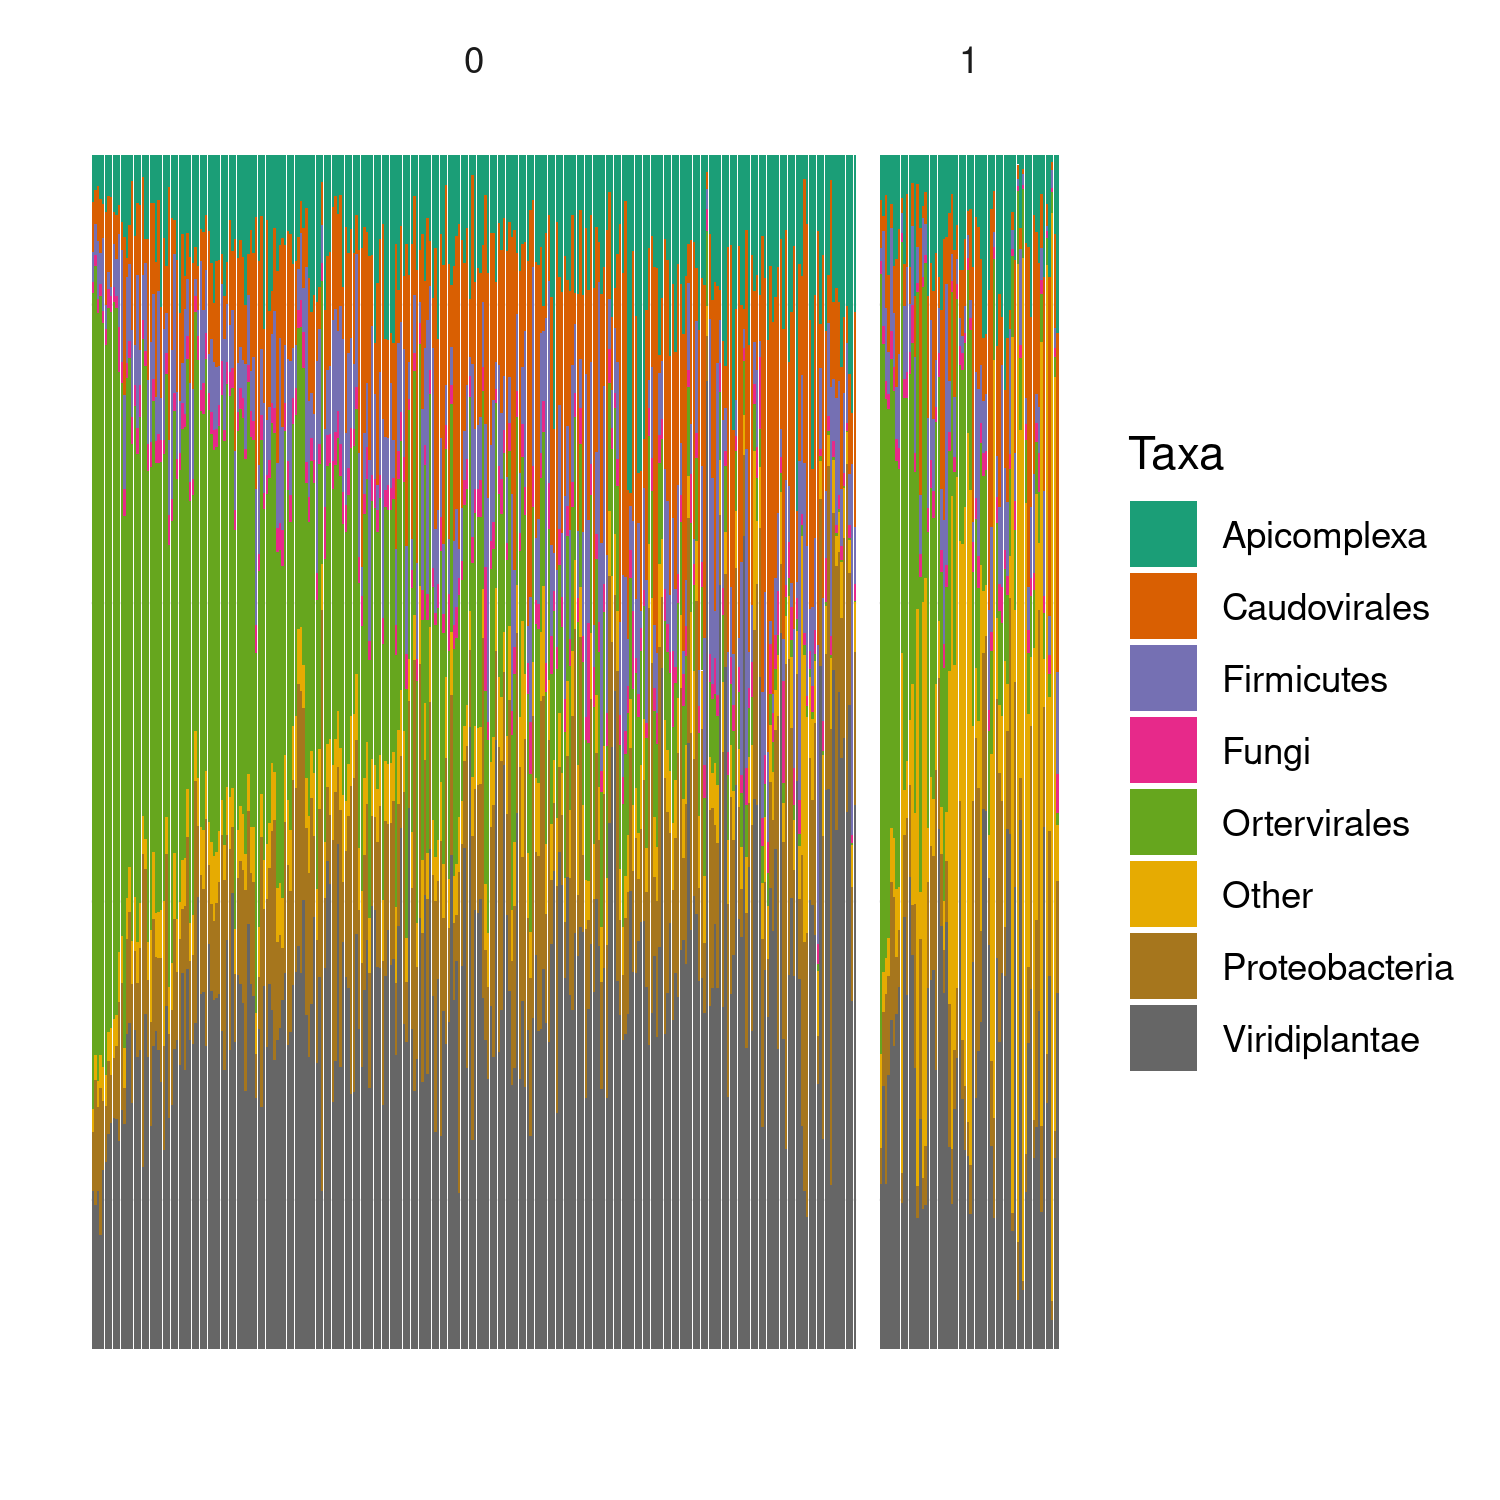 0
1
Taxa
Apicomplexa
Caudovirales
Firmicutes
Fungi
Ortervirales
Other
Proteobacteria
Viridiplantae